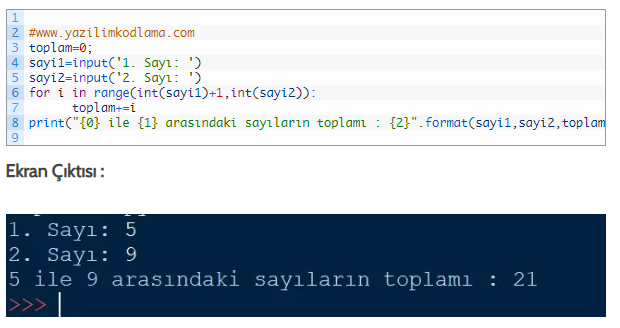 1
2 #www.yazilimkodlama.com
3 toplam=0;
4 sayi1=input('1. Sayı: ')
5 sayi2=input('2. Sayı: ')
6 for i in range(int(sayi1)+1,int(sayi2)):
7 toplam+=i
8 print("{0} ile {1} arasındaki sayıların toplamı : {2}".format(sayi1,sayi2,toplam
9
Ekran Çıktısı :
1. Sayı: 5
2. Sayı: 9
5 ile 9 arasındaki sayıların toplamı : 21
>>>